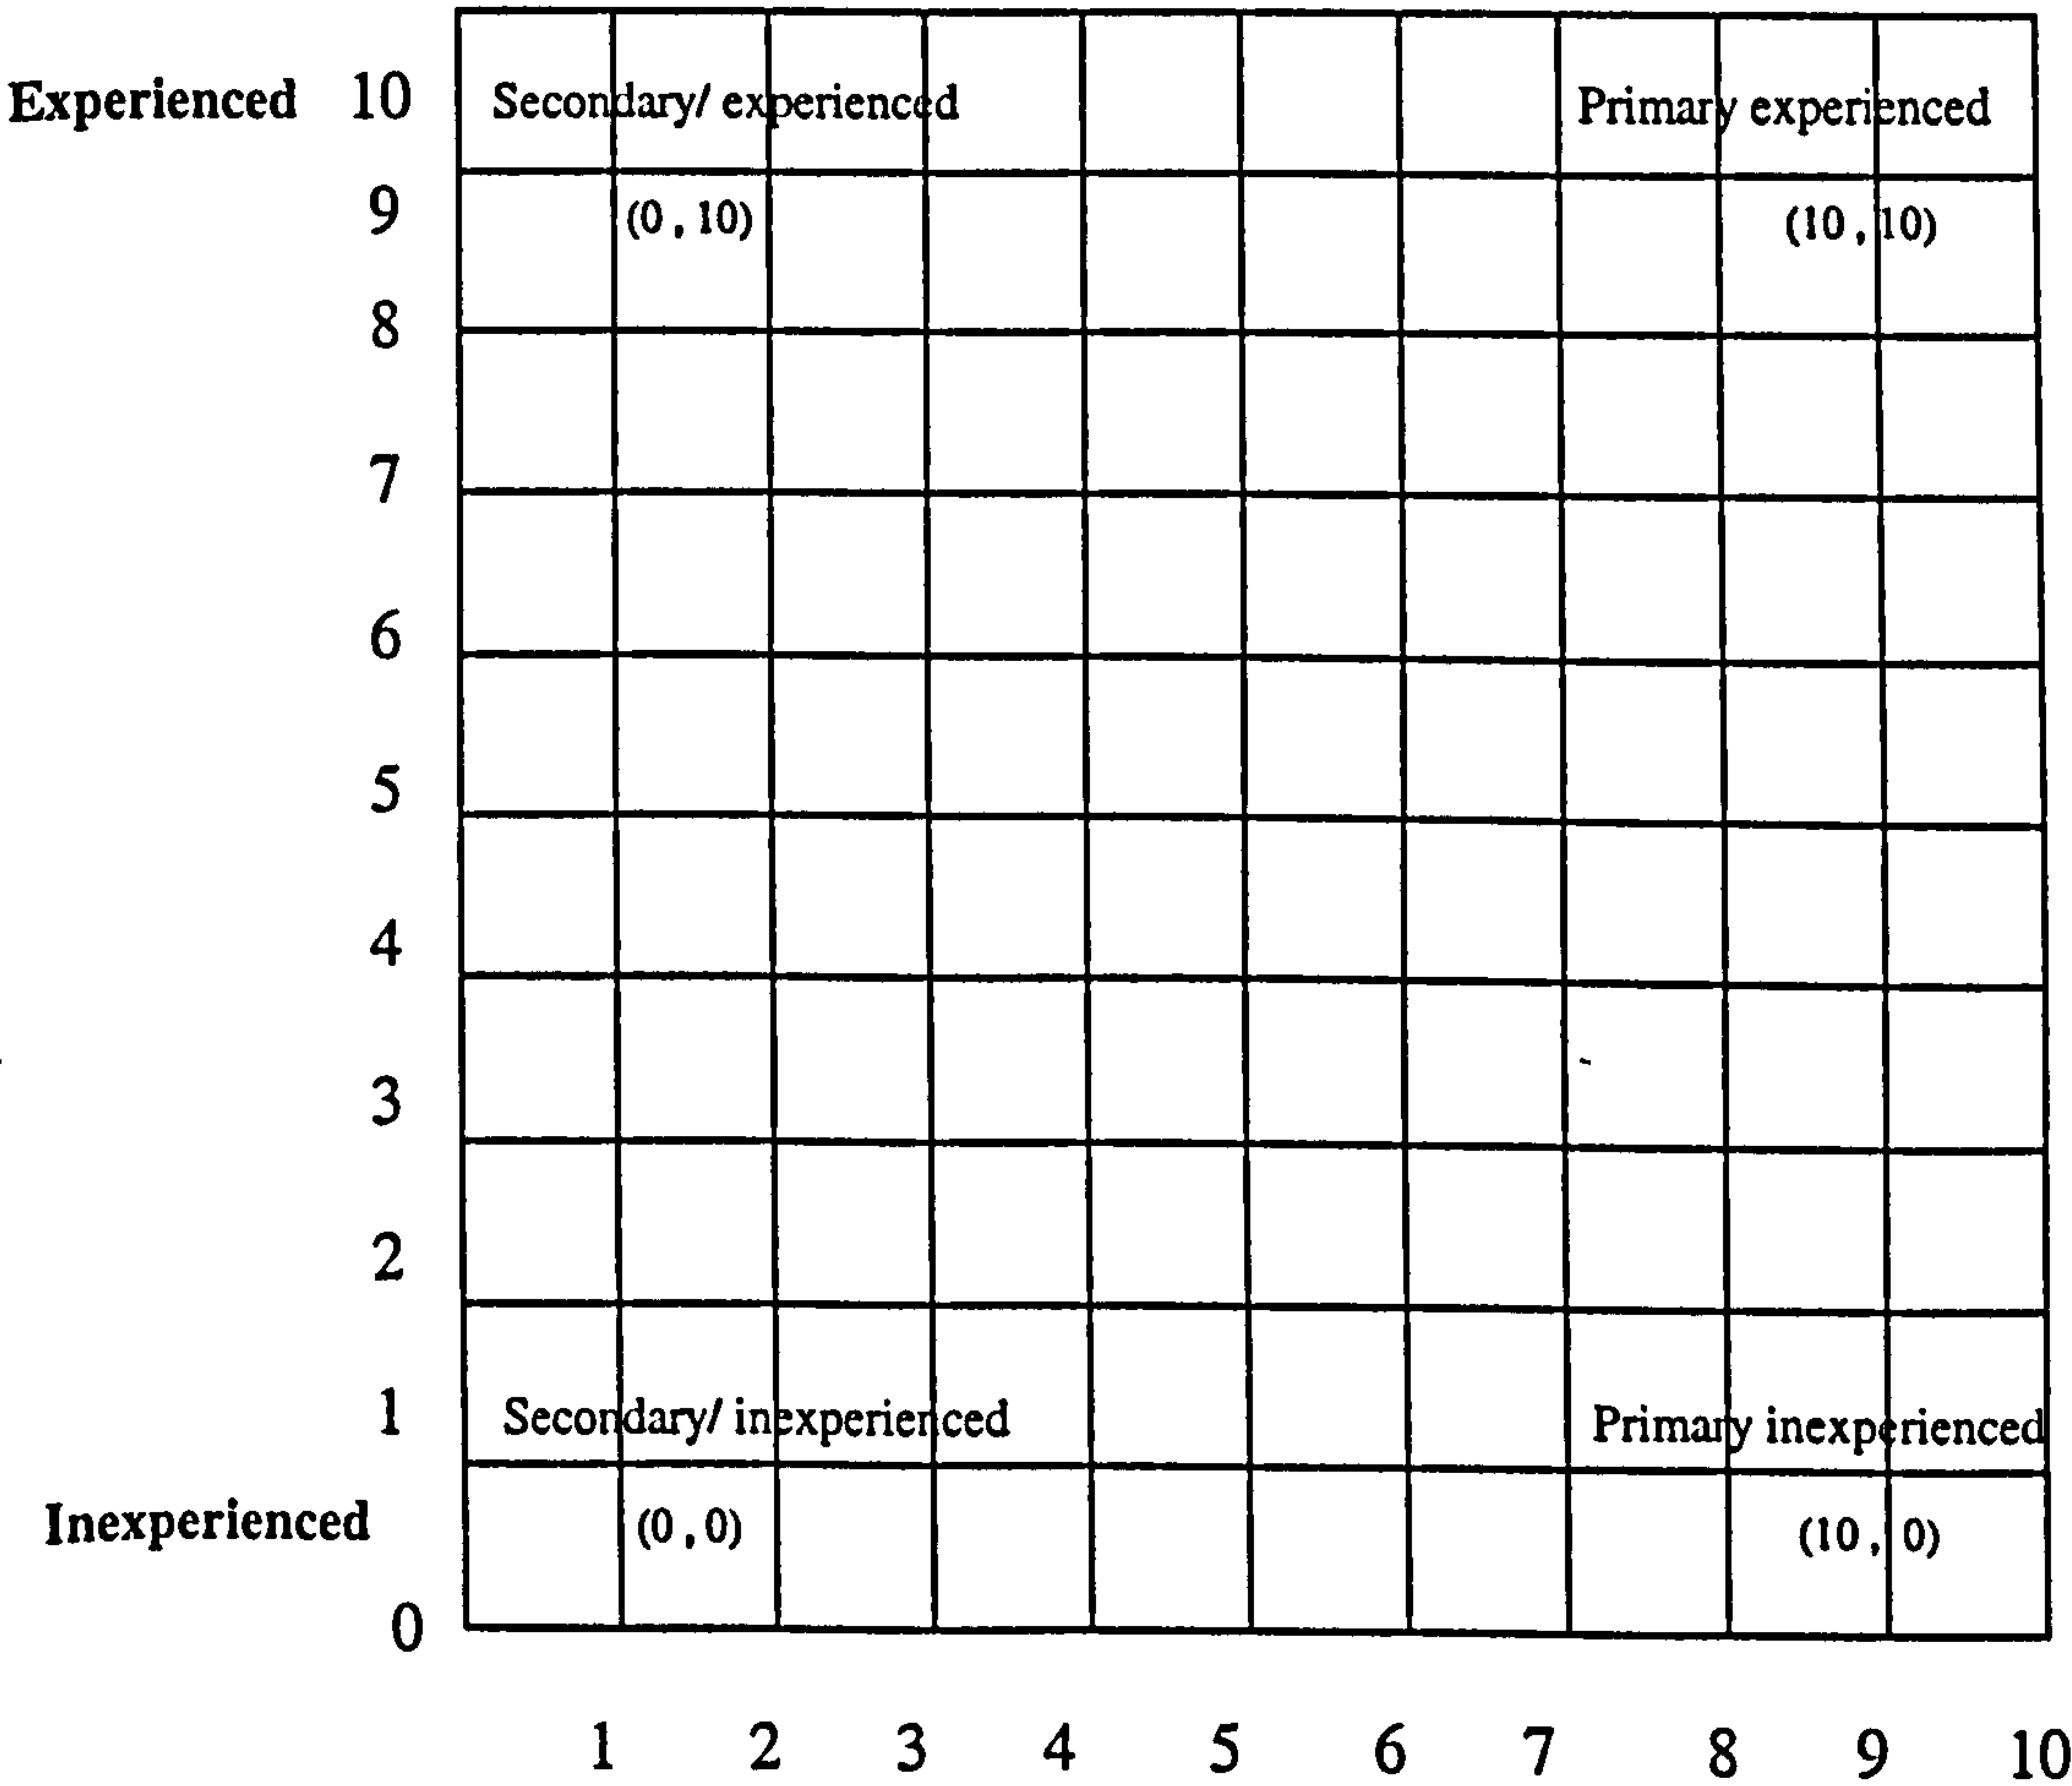 Experienced 10 Secondary/ experienced Primary experienced
9 (0 , 10) (10 , 10)
8
7
6
5
4
3
2
1 Secondary/ inexperienced Primary inexperienced
Inexperienced (0 , 0) (10 , 0)
0
1 2 3 4 5 6 7 8 9 10